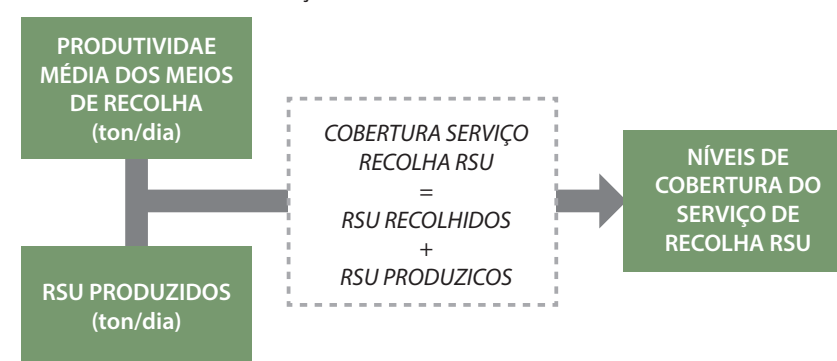 PRODUTIVIDAE
MÉDIA DOS MEIOS
DE RECOLHA
(ton/dia)
RSU PRODUZIDOS
(ton/dia)
COBERTURA SERVIÇO
RECOLHA RSU
=
RSU RECOLHIDOS
+
RSU PRODUZICOS
NÍVEIS DE
COBERTURA DO
SERVIÇO DE
RECOLHA RSU